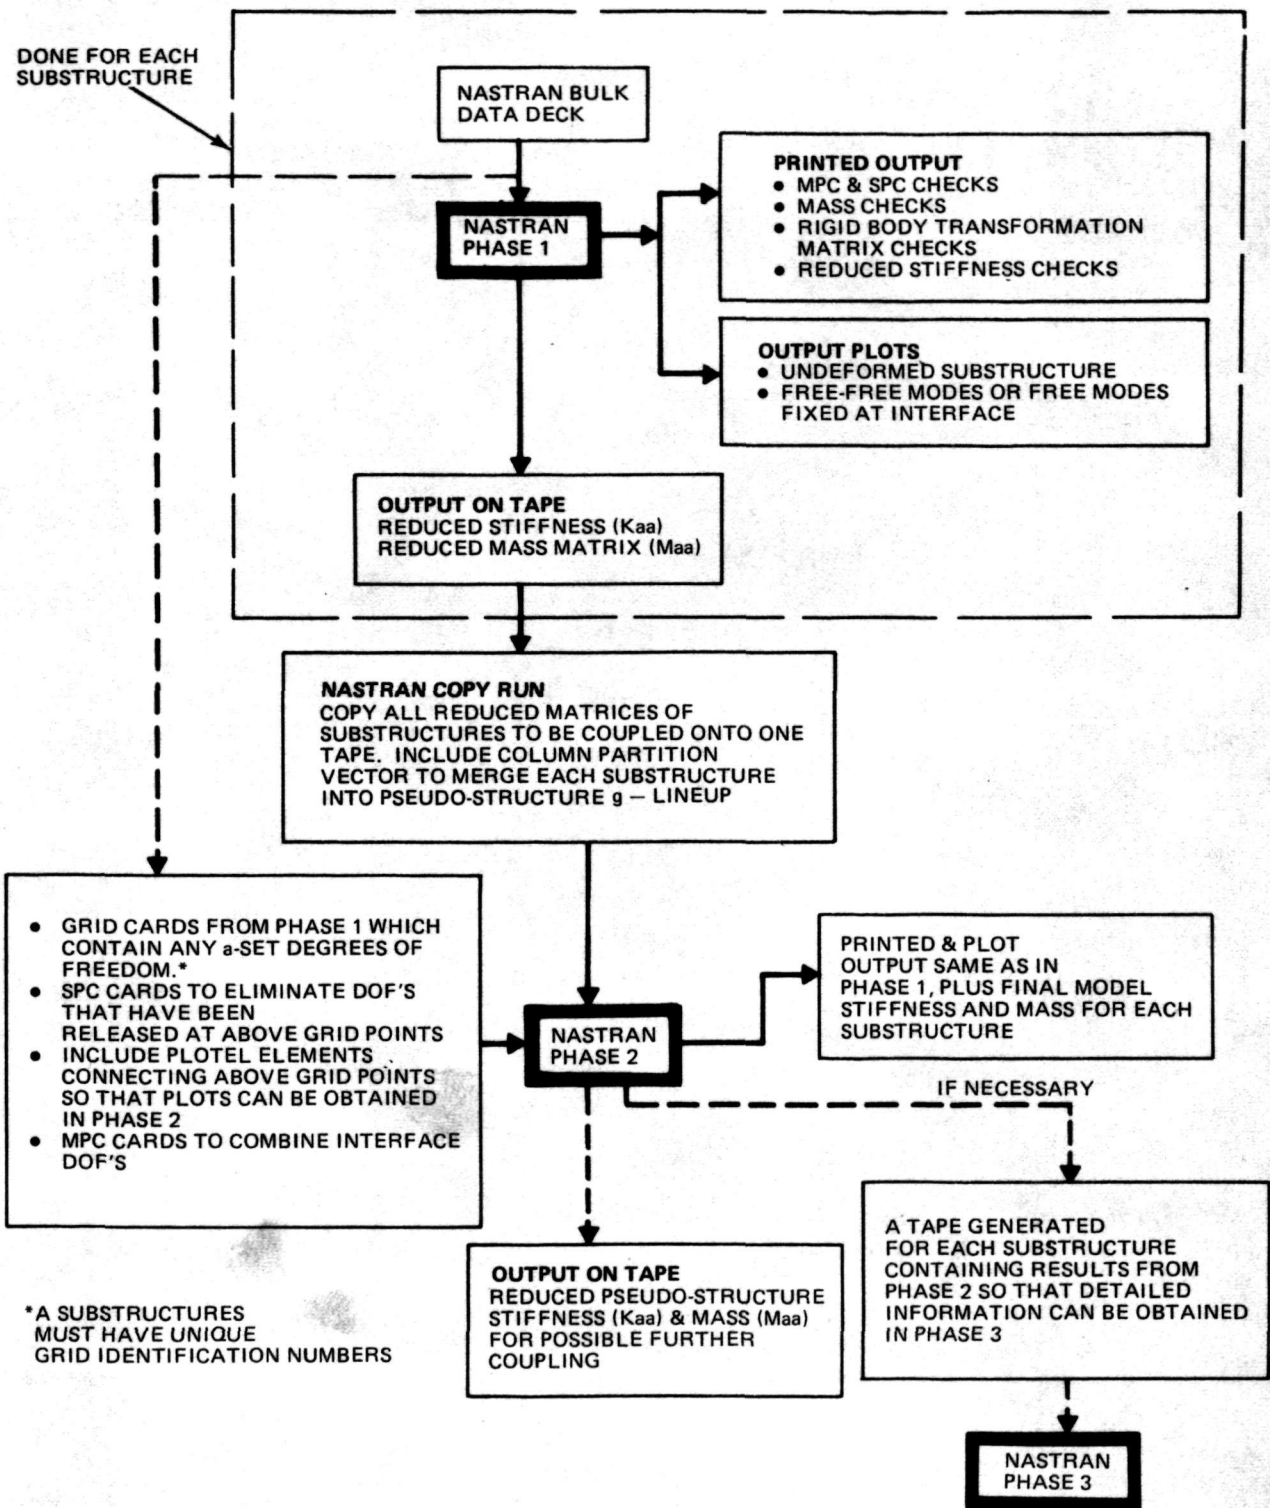 DONE FOR EACH
SUBSTRUCTURE
NASTRAN BULK
DATA DECK
NASTRAN
PHASE 1
PRINTED OUTPUT
• MPC & SPC CHECKS
• MASS CHECKS
• RIGID BODY TRANSFORMATION
MATRIX CHECKS
• REDUCED STIFFNESS CHECKS
OUTPUT PLOTS
• UNDEFORMED SUBSTRUCTURE
• FREE-FREE MODES OR FREE MODES
FIXED AT INTERFACE
OUTPUT ON TAPE
REDUCED STIFFNESS (Kaa)
REDUCED MASS MATRIX (Maa)
NASTRAN COPY RUN
COPY ALL REDUCED MATRICES OF
SUBSTRUCTURES TO BE COUPLED ONTO ONE
TAPE. INCLUDE COLUMN PARTITION
VECTOR TO MERGE EACH SUBSTRUCTURE
INTO PSEUDO-STRUCTURE g — LINEUP
• GRID CARDS FROM PHASE 1 WHICH
CONTAIN ANY a-SET DEGREES OF
FREEDOM.*
• SPC CARDS TO ELIMINATE DOF'S
THAT HAVE BEEN
RELEASED AT ABOVE GRID POINTS
• INCLUDE PLOTEL ELEMENTS
CONNECTING ABOVE GRID POINTS
SO THAT PLOTS CAN BE OBTAINED
IN PHASE 2
• MPC CARDS TO COMBINE INTERFACE
DOF'S
NASTRAN
PHASE 2
PRINTED & PLOT
OUTPUT SAME AS IN
PHASE 1, PLUS FINAL MODEL
STIFFNESS AND MASS FOR EACH
SUBSTRUCTURE
IF NECESSARY
OUTPUT ON TAPE
REDUCED PSEUDO-STRUCTURE
STIFFNESS (Kaa) & MASS (Maa)
FOR POSSIBLE FURTHER
COUPLING
A TAPE GENERATED
FOR EACH SUBSTRUCTURE
CONTAINING RESULTS FROM
PHASE 2 SO THAT DETAILED
INFORMATION CAN BE OBTAINED
IN PHASE 3
*A SUBSTRUCTURES
MUST HAVE UNIQUE
GRID IDENTIFICATION NUMBERS
NASTRAN
PHASE 3